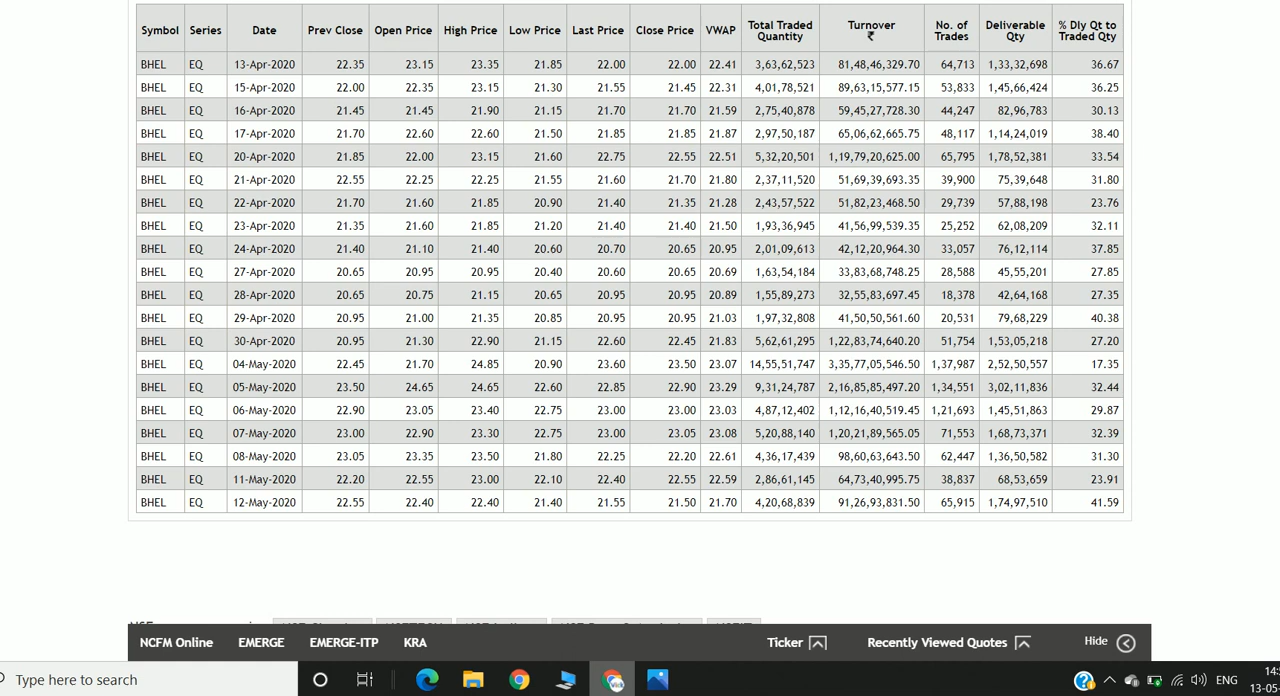 Symbol Series Date Prev Close Open Price High Price Low Price Last Price Close Price VWAP Total Traded Quantity Turnover ₹ No. of Trades Deliverable Qty % Dly Qt to Traded Qty
BHEL EQ 13-Apr-2020 22.35 23.15 23.35 21.85 22.00 22.00 22.41 3,63,62,523 81,48,46,329.70 64,713 1,33,32,698 36.67
BHEL EQ 15-Apr-2020 22.00 22.35 23.15 21.30 21.55 21.45 22.31 4,01,78,521 89,63,15,577.15 53,833 1,45,66,424 36.25
BHEL EQ 16-Apr-2020 21.45 21.45 21.90 21.15 21.70 21.70 21.59 2,75,40,878 59,45,27,728.30 44,247 82,96,783 30.13
BHEL EQ 17-Apr-2020 21.70 22.60 22.60 21.50 21.85 21.85 21.87 2,97,50,187 65,06,62,665.75 48,117 1,14,24,019 38.40
BHEL EQ 20-Apr-2020 21.85 22.00 23.15 21.60 22.75 22.55 22.51 5,32,20,501 1,19,79,20,625.00 65,795 1,78,52,381 33.54
BHEL EQ 21-Apr-2020 22.55 22.25 22.25 21.55 21.60 21.70 21.80 2,37,11,520 51,69,39,693.35 39,900 75,39,648 31.80
BHEL EQ 22-Apr-2020 21.70 21.60 21.85 20.90 21.40 21.35 21.28 2,43,57,522 51,82,23,468.50 29,739 57,88,198 23.76
BHEL EQ 23-Apr-2020 21.35 21.60 21.85 21.20 21.40 21.40 21.50 1,93,36,945 41,56,99,539.35 25,252 62,08,209 32.11
BHEL EQ 24-Apr-2020 21.40 21.10 21.40 20.60 20.70 20.65 20.95 2,01,09,613 42,12,20,964.30 33,057 76,12,114 37.85
BHEL EQ 27-Apr-2020 20.65 20.95 20.95 20.40 20.60 20.65 20.69 1,63,54,184 33,83,68,748.25 28,588 45,55,201 27.85
BHEL EQ 28-Apr-2020 20.65 20.75 21.15 20.65 20.95 20.95 20.89 1,55,89,273 32,55,83,697.45 18,378 42,64,168 27.35
BHEL EQ 29-Apr-2020 20.95 21.00 21.35 20.85 20.95 20.95 21.03 1,97,32,808 41,50,50,561.60 20,531 79,68,229 40.38
BHEL EQ 30-Apr-2020 20.95 21.30 22.90 21.15 22.60 22.45 21.83 5,62,61,295 1,22,83,74,640.20 51,754 1,53,05,218 27.20
BHEL EQ 04-May-2020 22.45 21.70 24.85 20.90 23.60 23.50 23.07 14,55,51,747 3,35,77,05,546.50 1,37,987 2,52,50,557 17.35
BHEL EQ 05-May-2020 23.50 24.65 24.65 22.60 22.85 22.90 23.29 9,31,24,787 2,16,85,85,497.20 1,34,551 3,02,11,836 32.44
BHEL EQ 06-May-2020 22.90 23.05 23.40 22.75 23.00 23.00 23.03 4,87,12,402 1,12,16,40,519.45 1,21,693 1,45,51,863 29.87
BHEL EQ 07-May-2020 23.00 22.90 23.30 22.75 23.00 23.05 23.08 5,20,88,140 1,20,21,89,565.05 71,553 1,68,73,371 32.39
BHEL EQ 08-May-2020 23.05 23.35 23.50 21.80 22.25 22.20 22.61 4,36,17,439 98,60,63,643.50 62,447 1,36,50,582 31.30
BHEL EQ 11-May-2020 22.20 22.55 23.00 22.10 22.40 22.55 22.59 2,86,61,145 64,73,40,995.75 38,837 68,53,659 23.91
BHEL EQ 12-May-2020 22.55 22.40 22.40 21.40 21.55 21.50 21.70 4,20,68,839 91,26,93,831.50 65,915 1,74,97,510 41.59
NCFM Online EMERGE EMERGE-ITP KRA Ticker Recently Viewed Quotes Hide
Type here to search ENG